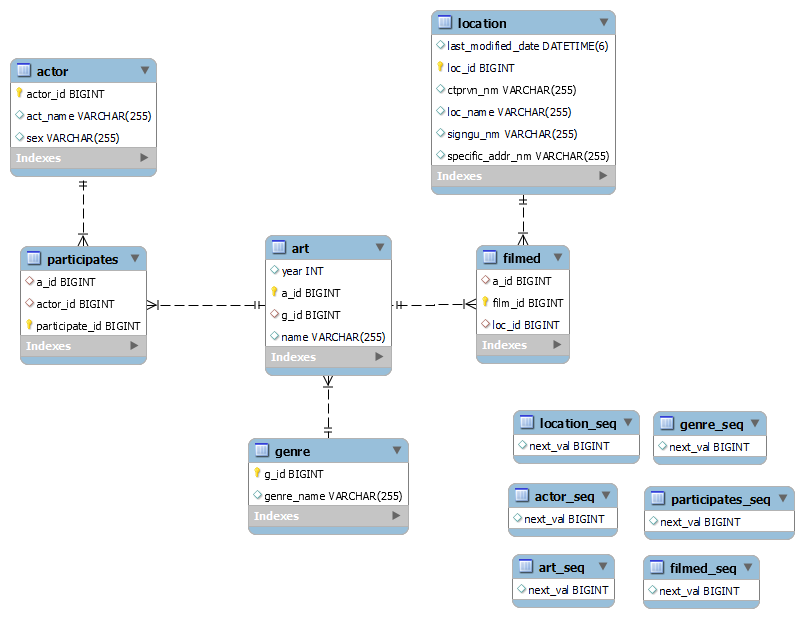 location
last_modified_date DATETIME(6)
loc_id BIGINT
ctprvn_nm VARCHAR(255)
loc_name VARCHAR(255)
signgu_nm VARCHAR(255)
specific_addr_nm VARCHAR(255)
Indexes
actor
actor_id BIGINT
act_name VARCHAR(255)
sex VARCHAR(255)
Indexes
participates
a_id BIGINT
actor_id BIGINT
participate_id BIGINT
Indexes
art
year INT
a_id BIGINT
g_id BIGINT
name VARCHAR(255)
Indexes
filmed
a_id BIGINT
film_id BIGINT
loc_id BIGINT
Indexes
genre
g_id BIGINT
genre_name VARCHAR(255)
Indexes
location_seq
next_val BIGINT
genre_seq
next_val BIGINT
actor_seq
next_val BIGINT
participates_seq
next_val BIGINT
art_seq
next_val BIGINT
filmed_seq
next_val BIGINT